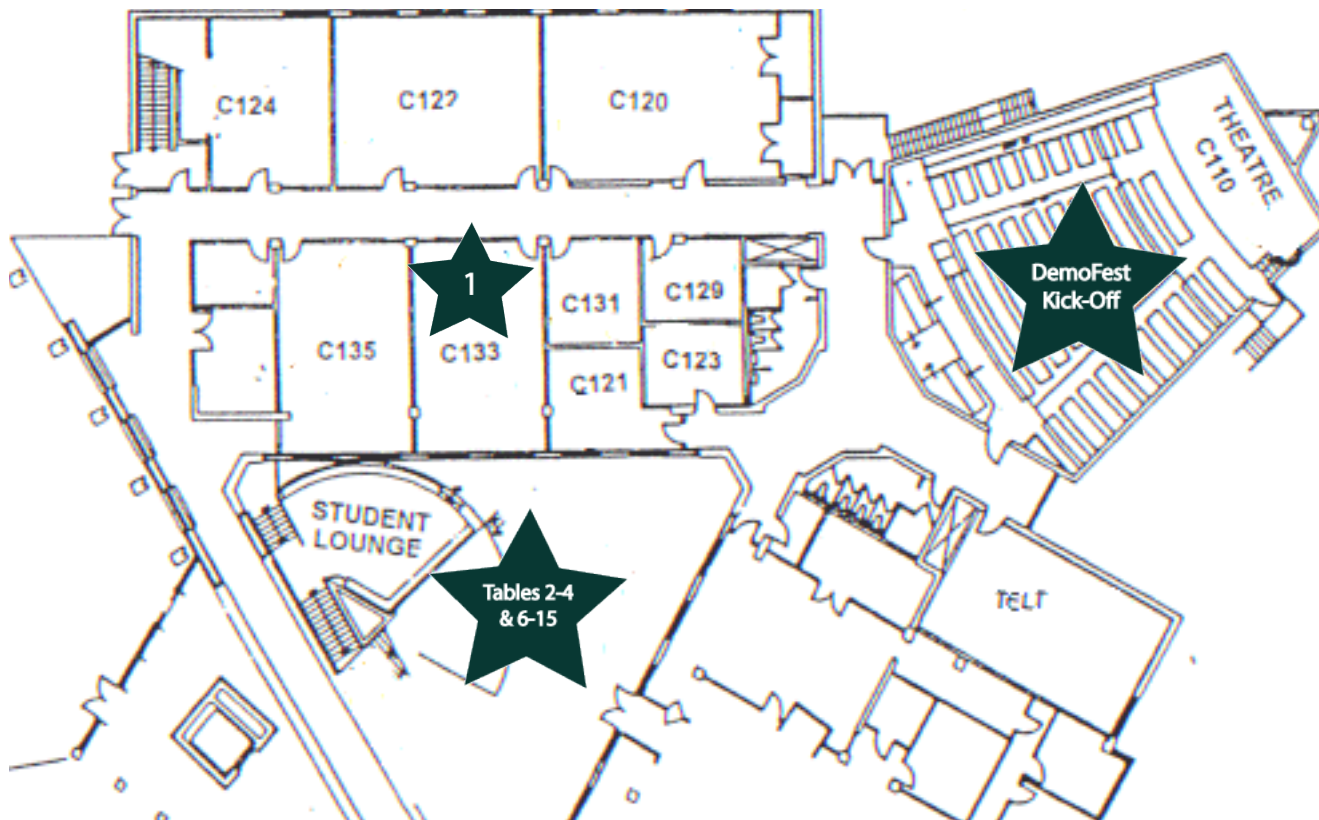 C124
C122
C120
THEATRE
C110
DemoFest
Kick-Off
1
C131
C129
C135
C133
C123
C121
STUDENT
LOUNGE
Tables 2-4
& 6-15
TELT